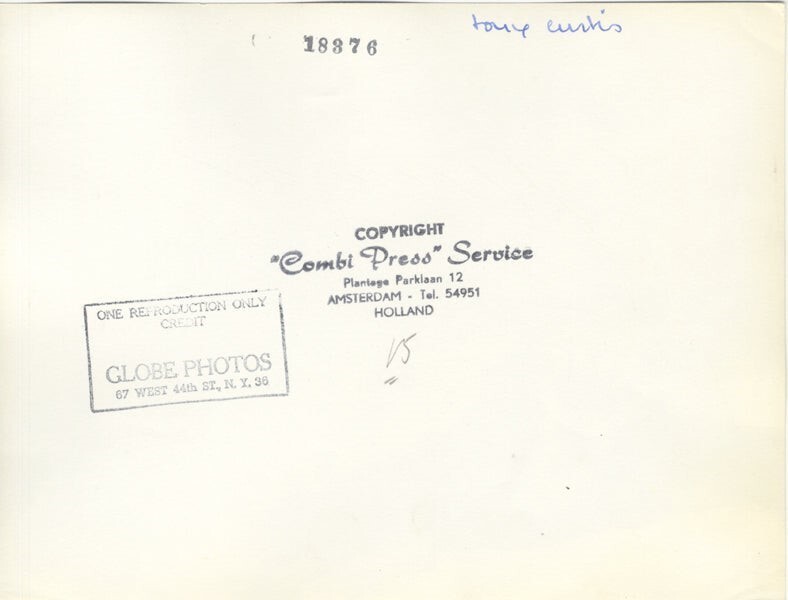 tony curtis
18376
COPYRIGHT
"Combi Press" Service
Plantage Parklaan 12
AMSTERDAM - Tel. 54951
HOLLAND
ONE REPRODUCTION ONLY
CREDIT
GLOBE PHOTOS
67 WEST 44th ST., N. Y. 36